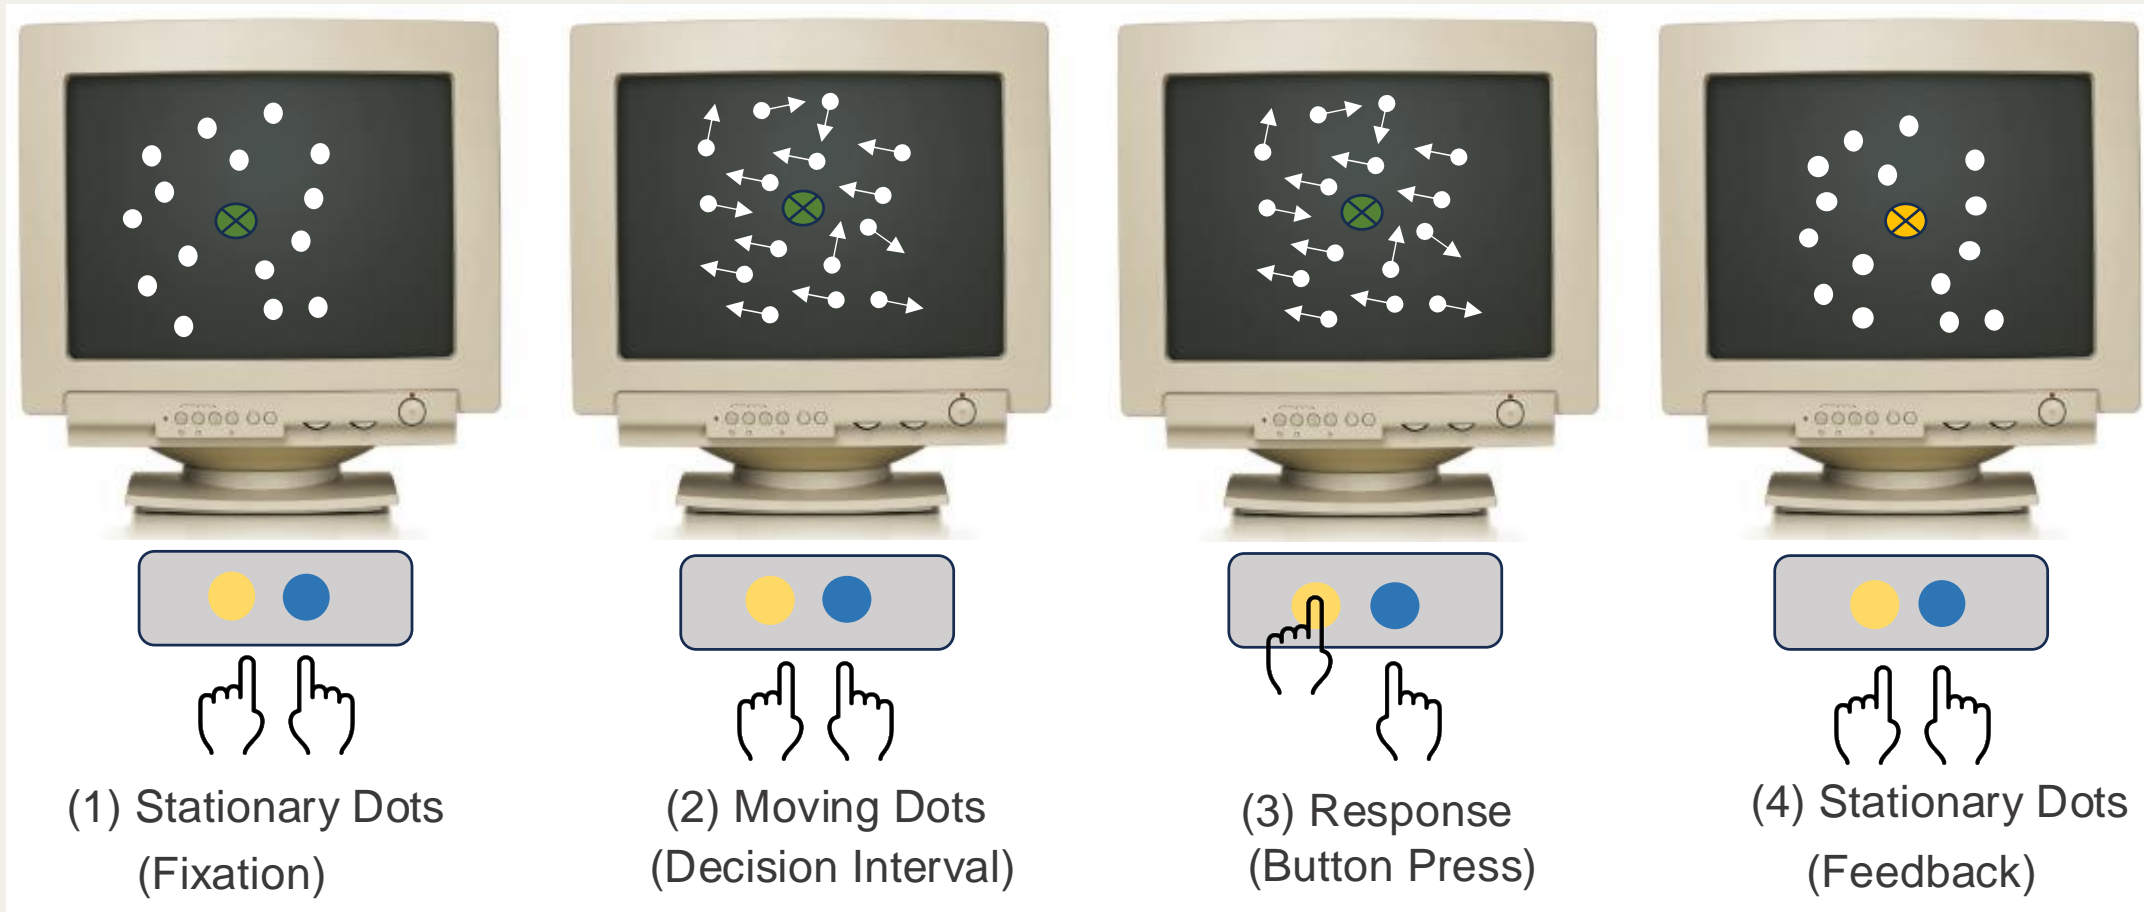 (1) Stationary Dots
(Fixation)
(2) Moving Dots
(Decision Interval)
(3) Response
(Button Press)
(4) Stationary Dots
(Feedback)